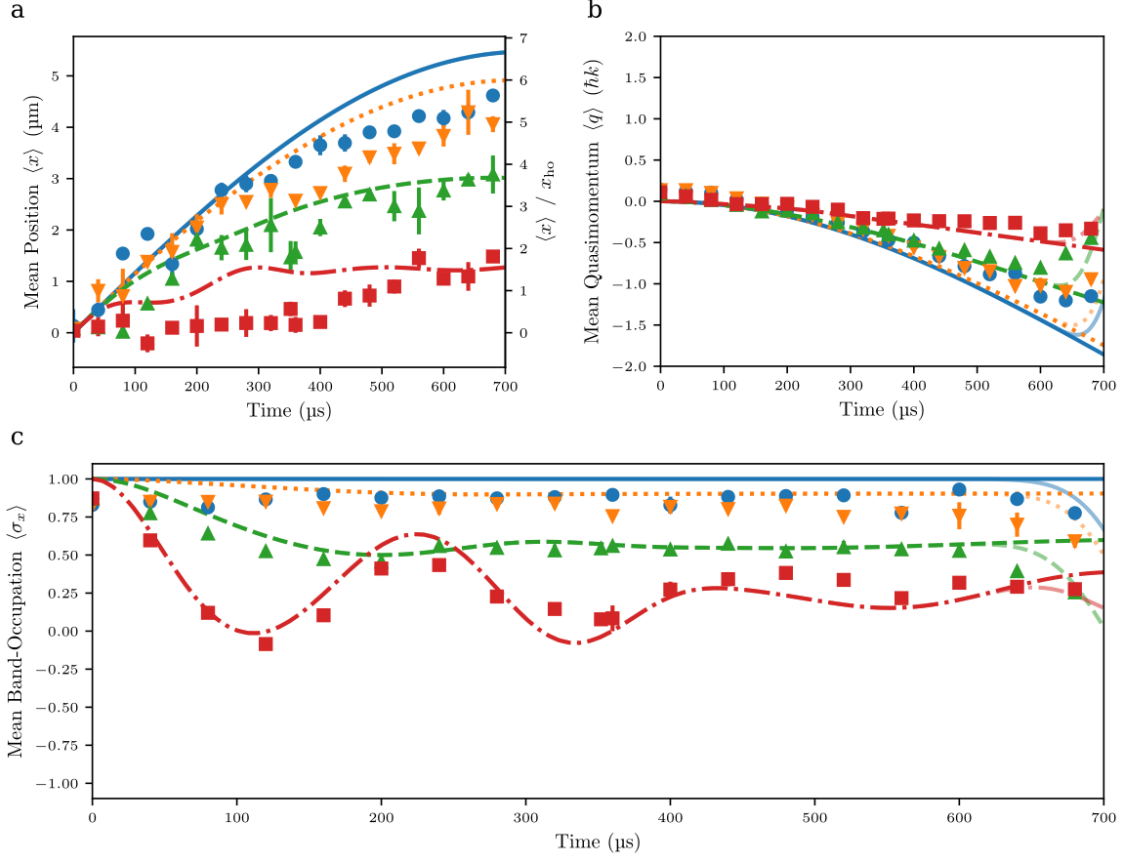 a
Mean Position ⟨x⟩ (µm)
5
4
3
2
1
0
0 100 200 300 400 500 600 700
Time (µs)
7
6
5
4
3
2
1
0
⟨x⟩ / x_ho
b
Mean Quasimomentum ⟨q⟩ (ℏk)
2.0
1.5
1.0
0.5
0.0
−0.5
−1.0
−1.5
−2.0
0 100 200 300 400 500 600 700
Time (µs)
c
Mean Band-Occupation ⟨σ_x⟩
1.00
0.75
0.50
0.25
0.00
−0.25
−0.50
−0.75
−1.00
0 100 200 300 400 500 600 700
Time (µs)